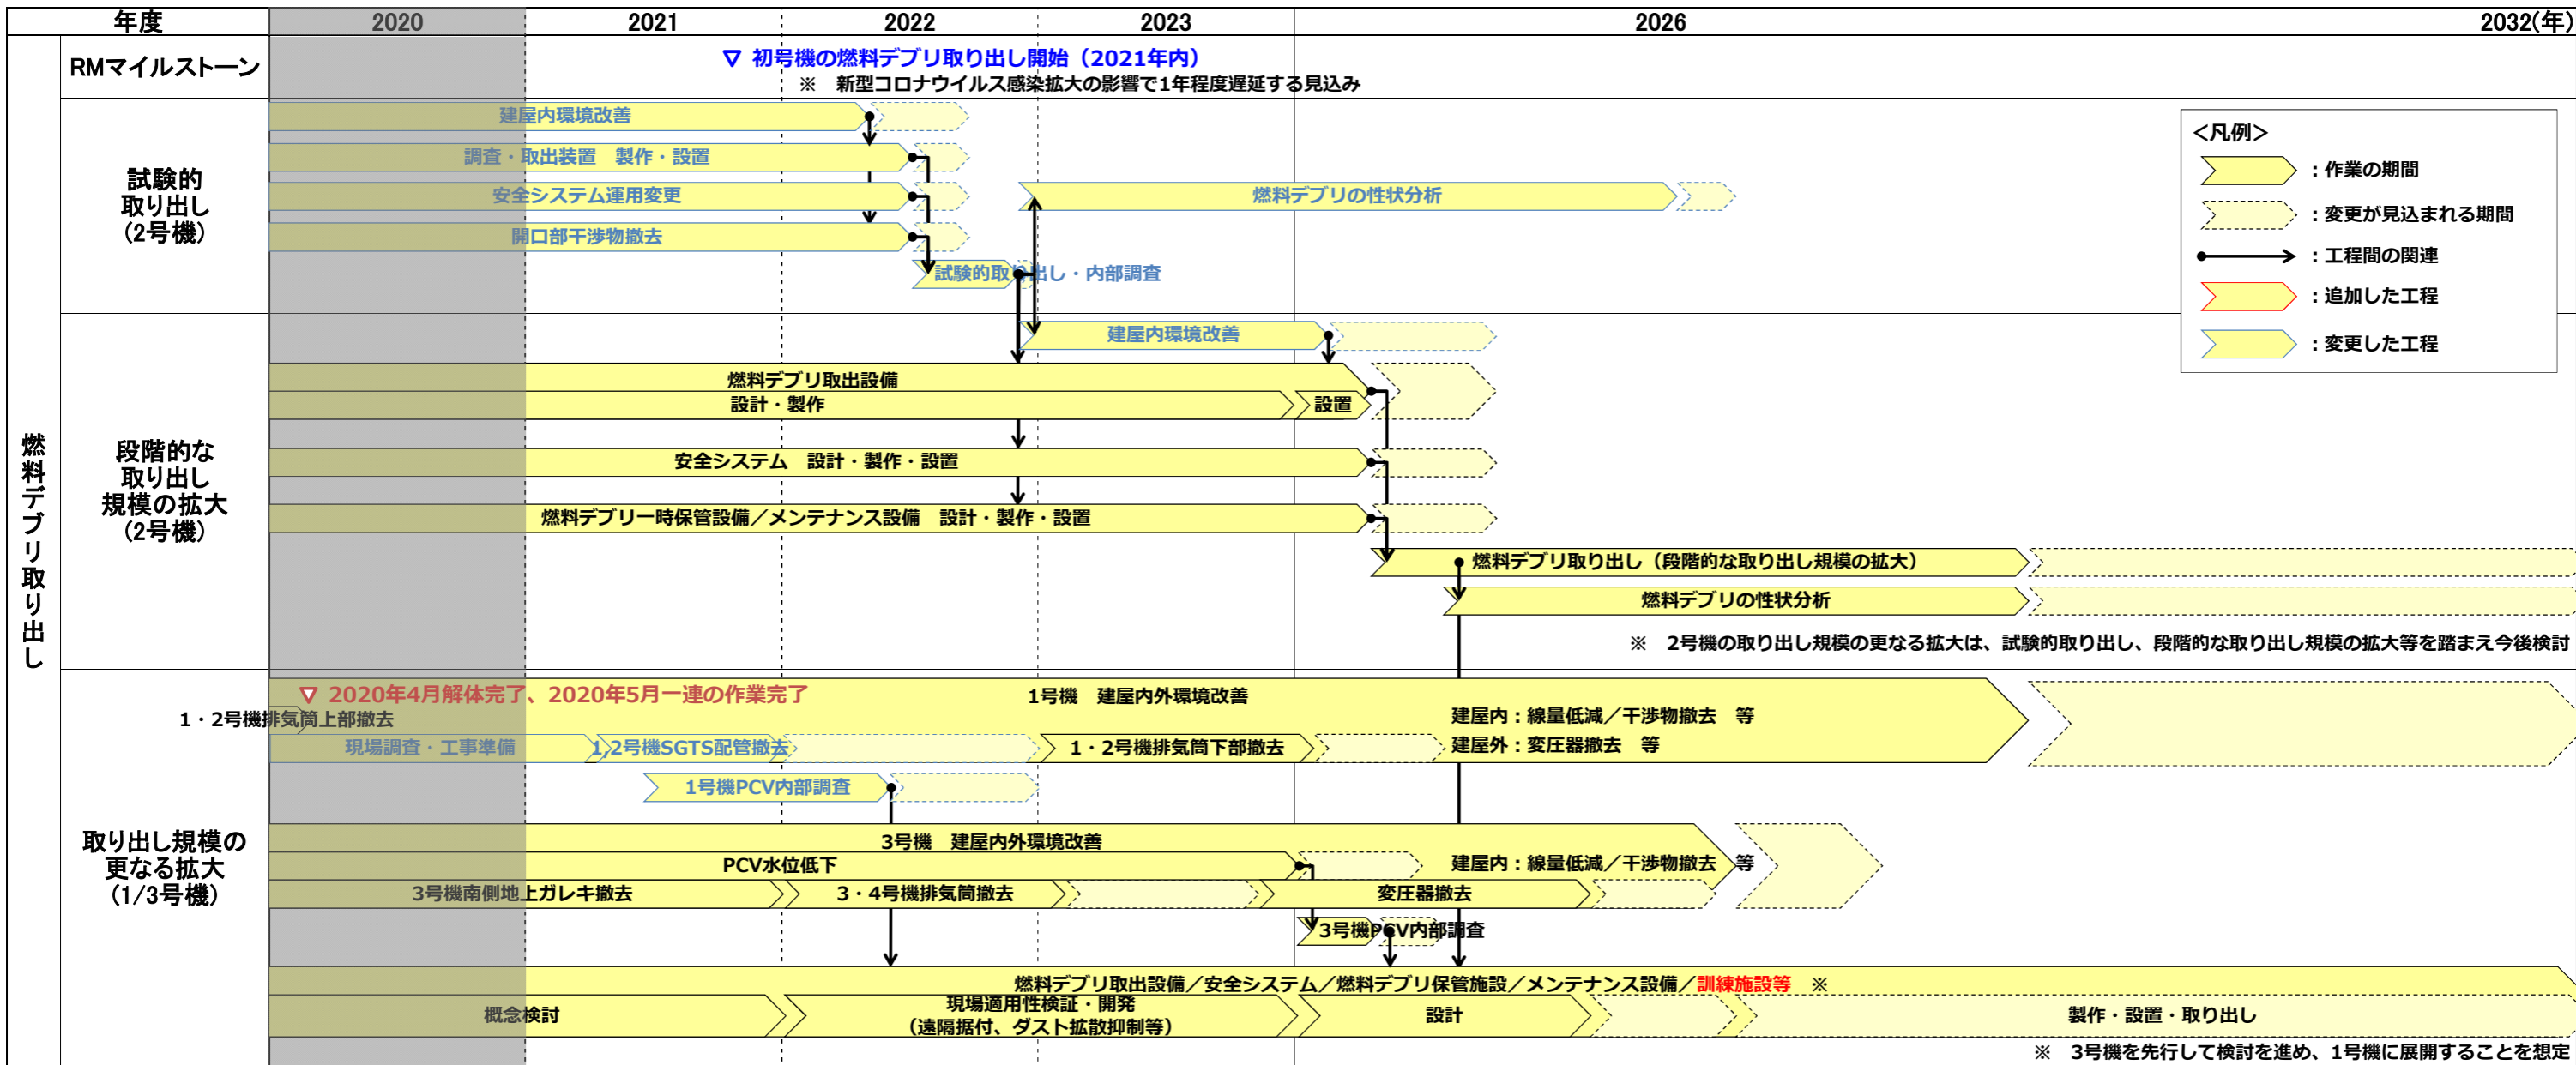 年度 2020 2021 2022 2023 2026 2032(年)
RMマイルストーン
▽ 初号機の燃料デブリ取り出し開始（2021年内）
※　新型コロナウイルス感染拡大の影響で1年程度遅延する見込み
燃料デブリ取り出し
試験的
取り出し
(2号機)
建屋内環境改善
調査・取出装置　製作・設置
安全システム運用変更
燃料デブリの性状分析
開口部干渉物撤去
試験的取り出し・内部調査
＜凡例＞
：作業の期間
：変更が見込まれる期間
：工程間の関連
：追加した工程
：変更した工程
段階的な
取り出し
規模の拡大
(2号機)
建屋内環境改善
燃料デブリ取出設備
設計・製作
設置
安全システム　設計・製作・設置
燃料デブリ一時保管設備／メンテナンス設備　設計・製作・設置
燃料デブリ取り出し（段階的な取り出し規模の拡大）
燃料デブリの性状分析
※　2号機の取り出し規模の更なる拡大は、試験的取り出し、段階的な取り出し規模の拡大等を踏まえ今後検討
取り出し規模の
更なる拡大
(1/3号機)
▽ 2020年4月解体完了、2020年5月一連の作業完了
1号機　建屋内外環境改善
1・2号機排気筒上部撤去
建屋内：線量低減／干渉物撤去　等
現場調査・工事準備
1,2号機SGTS配管撤去
1・2号機排気筒下部撤去
建屋外：変圧器撤去　等
1号機PCV内部調査
3号機　建屋内外環境改善
PCV水位低下
建屋内：線量低減／干渉物撤去　等
3号機南側地上ガレキ撤去
3・4号機排気筒撤去
変圧器撤去
3号機PCV内部調査
燃料デブリ取出設備／安全システム／燃料デブリ保管施設／メンテナンス設備／訓練施設等　※
概念検討
現場適用性検証・開発
（遠隔据付、ダスト拡散抑制等）
設計
製作・設置・取り出し
※　3号機を先行して検討を進め、1号機に展開することを想定